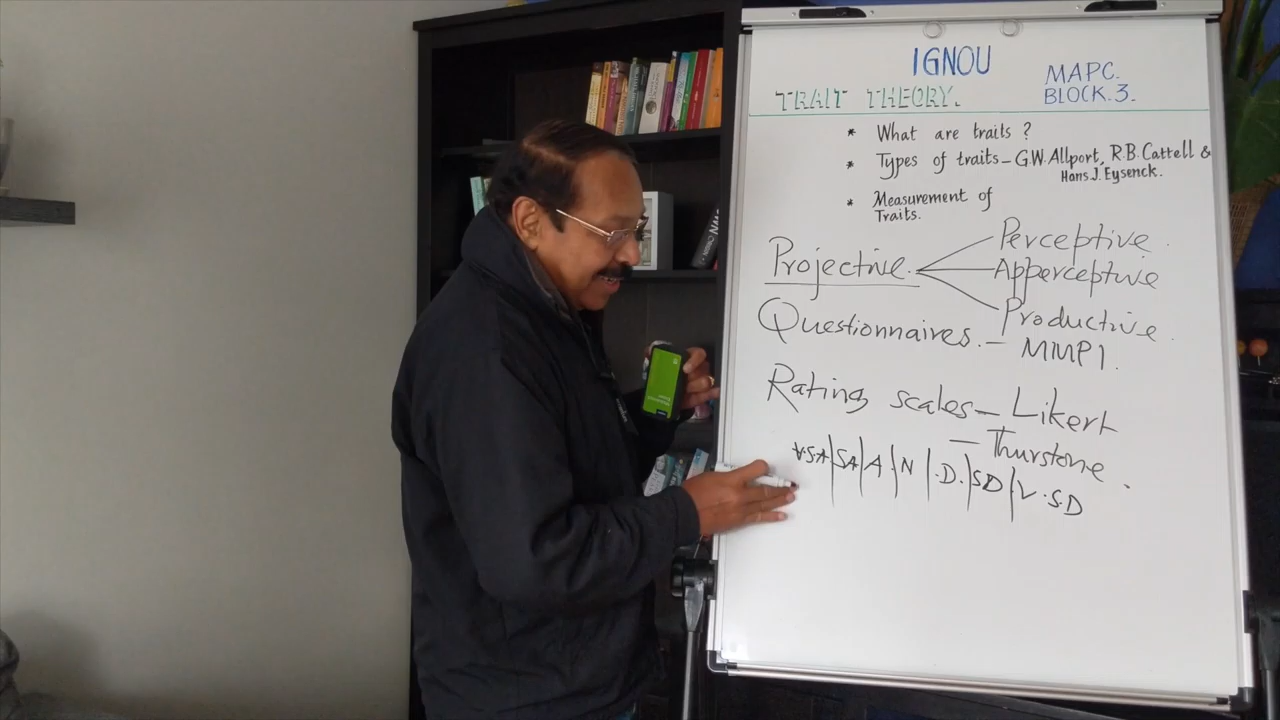 IGNOU
TRAIT THEORY.
MAPC.
BLOCK.3.
* What are traits ?
* Types of traits - G.W. Allport, R.B. Cattell &
Hans J. Eysenck.
* Measurement of
Traits.
Projective.
Perceptive.
Apperceptive
Productive.
Questionnaires. - MMPI.
Rating scales - Likert
- Thurstone.
VSA | SA | A | N | .D. | SD | V.S.D